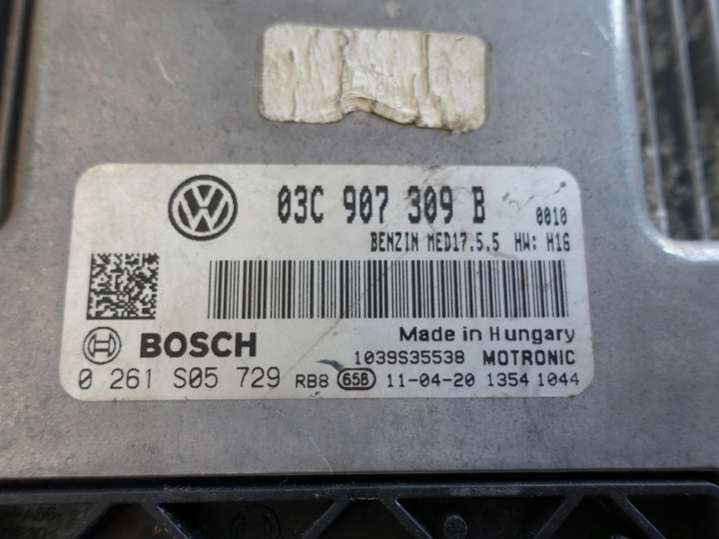 03C 907 309 B 0010
BENZIN MED17.5.5 HW: H16
BOSCH
Made in Hungary
1039S35538 MOTRONIC
0 261 S05 729 RB8 658 11-04-20 1354 1044